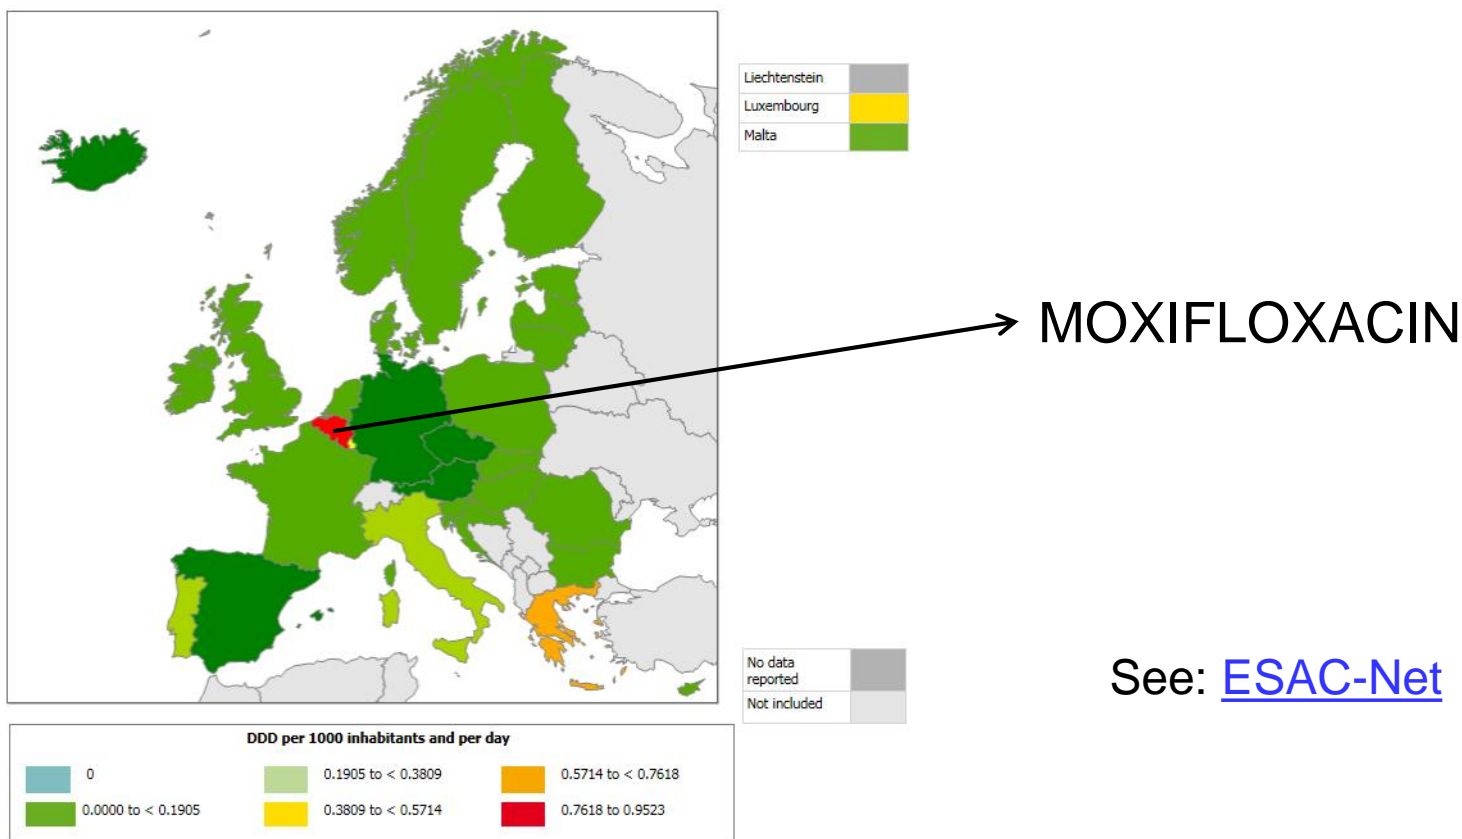 Liechtenstein
Luxembourg
Malta
MOXIFLOXACIN
No data
reported
Not included
See: ESAC-Net
DDD per 1000 inhabitants and per day
0
0.1905 to < 0.3809
0.5714 to < 0.7618
0.0000 to < 0.1905
0.3809 to < 0.5714
0.7618 to 0.9523